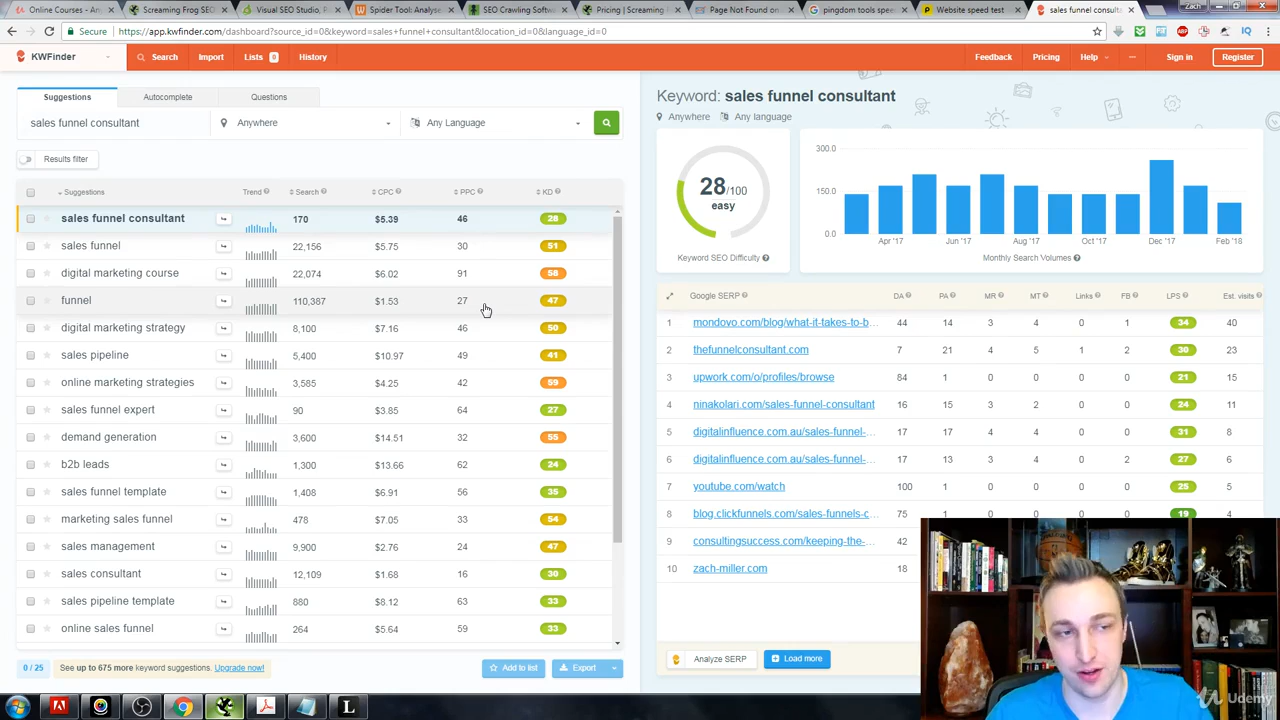 Online Courses - Any
Screaming Frog SEO
Visual SEO Studio, P
Spider Tool: Analyse
SEO Crawling Softw
Pricing | Screaming F
Page Not Found on
pingdom tools spee
Website speed test
sales funnel consulta
Zach
Secure https://app.kwfinder.com/dashboard?source_id=0&keyword=sales+funnel+consultant&location_id=0&language_id=0
KWFinder Search Import Lists 0 History Feedback Pricing Help Sign in Register
Suggestions Autocomplete Questions
sales funnel consultant Anywhere Any Language
Results filter
Suggestions Trend Search CPC PPC KD
sales funnel consultant 170 $5.39 46 28
sales funnel 22,156 $5.75 30 51
digital marketing course 22,074 $6.02 91 58
funnel 110,387 $1.53 27 47
digital marketing strategy 8,100 $7.16 46 50
sales pipeline 5,400 $10.97 49 41
online marketing strategies 3,585 $4.25 42 59
sales funnel expert 90 $3.85 64 27
demand generation 3,600 $14.51 32 55
b2b leads 1,300 $13.66 62 24
sales funnel template 1,408 $6.91 56 35
marketing sales funnel 478 $7.05 33 54
sales management 9,900 $2.76 24 47
sales consultant 12,109 $1.68 16 30
sales pipeline template 880 $8.12 63 33
online sales funnel 264 $5.64 59 33
0 / 25 See up to 675 more keyword suggestions. Upgrade now! Add to list Export
Keyword: sales funnel consultant
Anywhere Any language
28/100
easy
Keyword SEO Difficulty
300.0
150.0
0.0
Apr '17 Jun '17 Aug '17 Oct '17 Dec '17 Feb '18
Monthly Search Volumes
Google SERP DA PA MR MT Links FB LPS Est. visits
1 mondovo.com/blog/what-it-takes-to-b... 44 14 3 4 0 1 34 40
2 thefunnelconsultant.com 7 21 4 5 1 2 30 23
3 upwork.com/o/profiles/browse 84 1 0 0 0 0 21 15
4 ninakolari.com/sales-funnel-consultant 16 15 3 2 0 0 24 11
5 digitalinfluence.com.au/sales-funnel-... 17 17 4 4 0 0 31 8
6 digitalinfluence.com.au/sales-funnel-... 17 13 3 4 0 2 27 6
7 youtube.com/watch 100 1 0 0 0 0 25 5
8 blog.clickfunnels.com/sales-funnels-c... 75 1 0 0 0 0 19 4
9 consultingsuccess.com/keeping-the-... 42
10 zach-miller.com 18
Analyze SERP Load more
Udemy